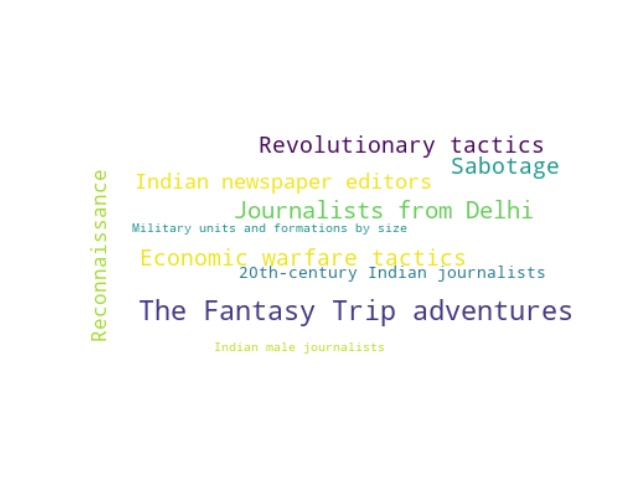 Revolutionary tactics
Sabotage
Indian newspaper editors
Journalists from Delhi
Military units and formations by size
Economic warfare tactics
20th-century Indian journalists
The Fantasy Trip adventures
Indian male journalists
Reconnaissance